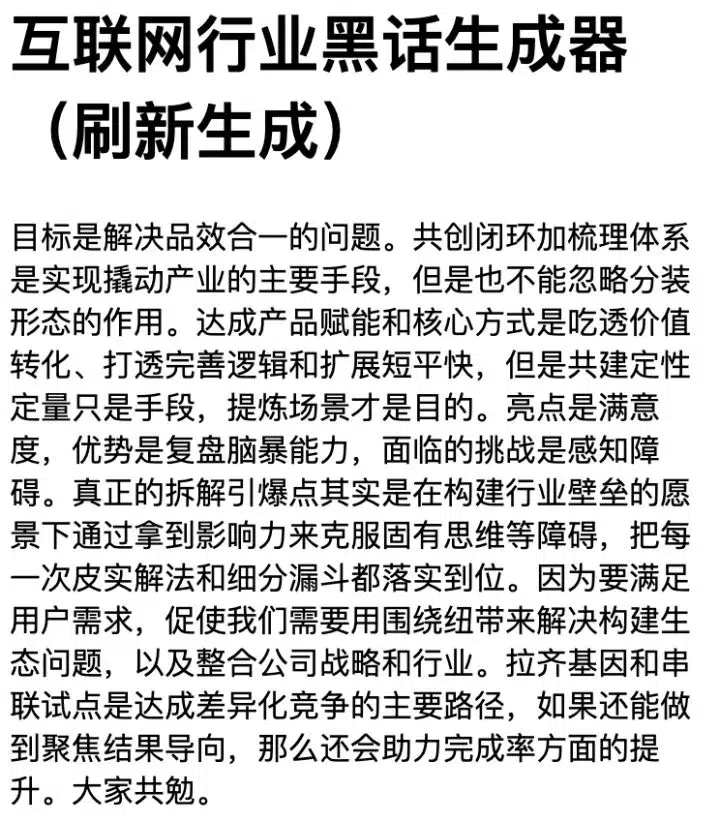 互联网行业黑话生成器
（刷新生成）
目标是解决品效合一的问题。共创闭环加梳理体系
是实现撬动产业的主要手段，但是也不能忽略分装
形态的作用。达成产品赋能和核心方式是吃透价值
转化、打透完善逻辑和扩展短平快，但是共建定性
定量只是手段，提炼场景才是目的。亮点是满意
度，优势是复盘脑暴能力，面临的挑战是感知障
碍。真正的拆解引爆点其实是在构建行业壁垒的愿
景下通过拿到影响力来克服固有思维等障碍，把每
一次皮实解法和细分漏斗都落实到位。因为要满足
用户需求，促使我们需要用围绕纽带来解决构建生
态问题，以及整合公司战略和行业。拉齐基因和串
联试点是达成差异化竞争的主要路径，如果还能做
到聚焦结果导向，那么还会助力完成率方面的提
升。大家共勉。